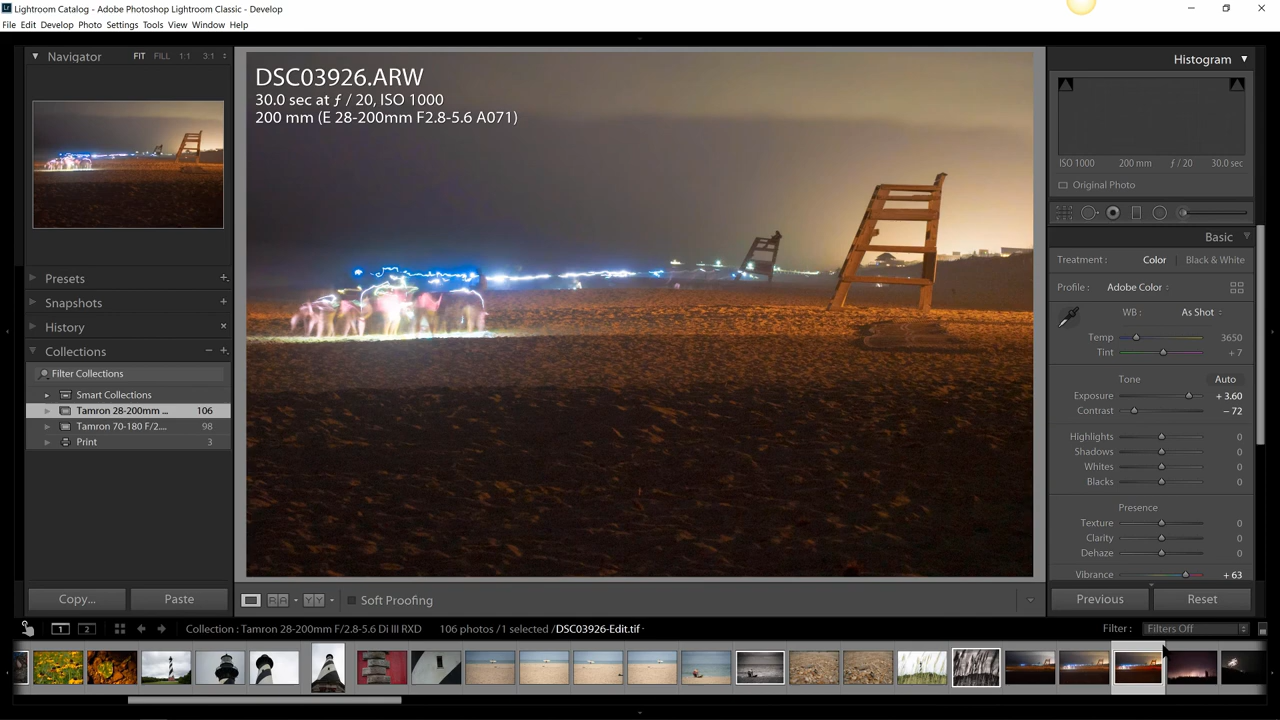 Lightroom Catalog - Adobe Photoshop Lightroom Classic - Develop
File Edit Develop Photo Settings Tools View Window Help
Navigator FIT FILL 1:1 3:1
DSC03926.ARW
30.0 sec at ƒ / 20, ISO 1000
200 mm (E 28-200mm F2.8-5.6 A071)
Presets
Snapshots
History
Collections
Filter Collections
Smart Collections
Tamron 28-200mm ... 106
Tamron 70-180 F/2.... 98
Print 3
Copy... Paste
Soft Proofing
Histogram
ISO 1000 200 mm ƒ / 20 30.0 sec
Original Photo
Basic
Treatment : Color Black & White
Profile : Adobe Color
WB : As Shot
Temp 3650
Tint + 7
Tone Auto
Exposure + 3.60
Contrast – 72
Highlights 0
Shadows 0
Whites 0
Blacks 0
Presence
Texture 0
Clarity 0
Dehaze 0
Vibrance + 63
Previous Reset
1 2 Collection : Tamron 28-200mm F/2.8-5.6 Di III RXD 106 photos / 1 selected / DSC03926-Edit.tif Filter : Filters Off